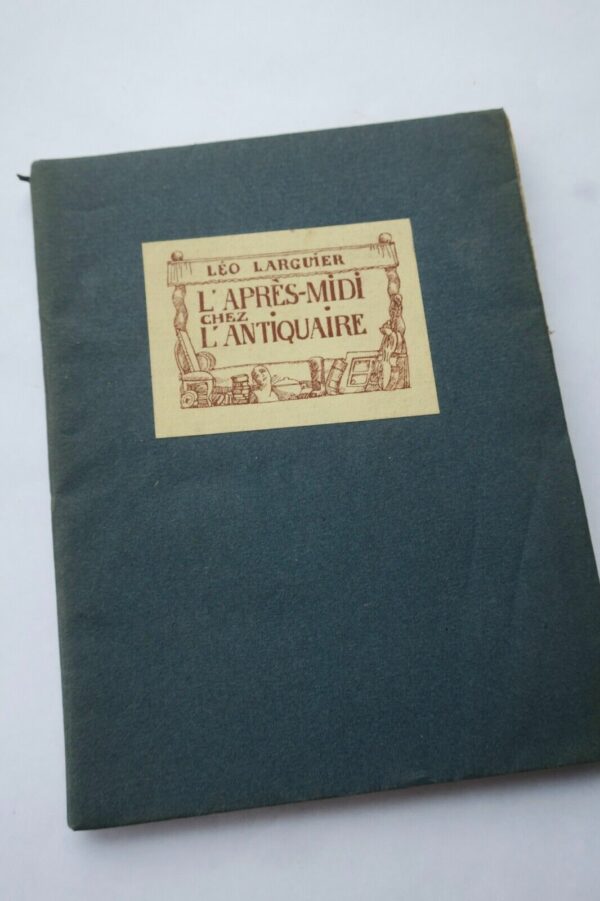 LÉO LARGUIER
L'APRÈS-MIDI
CHEZ
L'ANTIQUAIRE